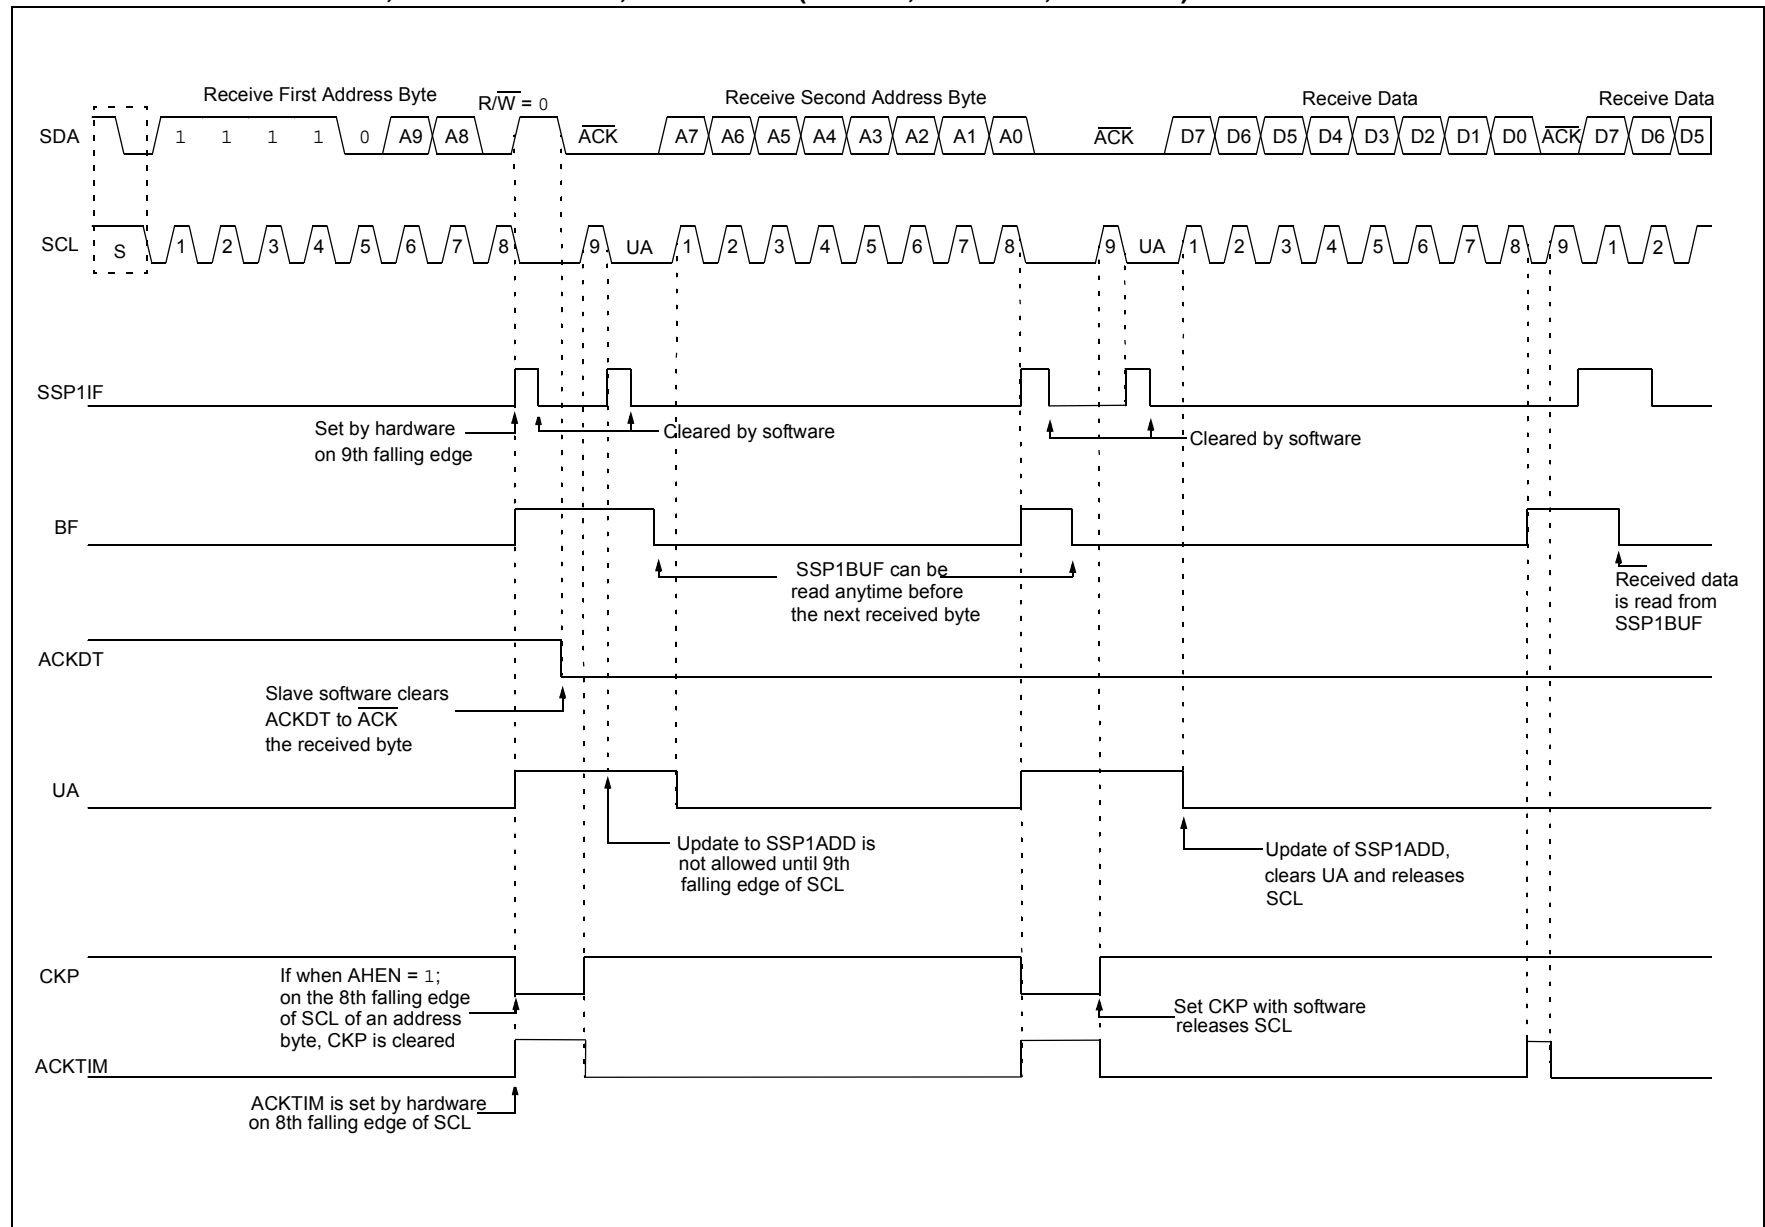 Receive First Address Byte
R/W = 0
Receive Second Address Byte
Receive Data
Receive Data
SDA
1 1 1 1 0 A9 A8
ACK
A7 A6 A5 A4 A3 A2 A1 A0
ACK
D7 D6 D5 D4 D3 D2 D1 D0
ACK
D7 D6 D5
SCL
S
1 2 3 4 5 6 7 8 9 UA 1 2 3 4 5 6 7 8 9 UA 1 2 3 4 5 6 7 8 9 1 2
SSP1IF
Set by hardware
on 9th falling edge
Cleared by software
Cleared by software
BF
SSP1BUF can be
read anytime before
the next received byte
Received data
is read from
SSP1BUF
ACKDT
Slave software clears
ACKDT to ACK
the received byte
UA
Update to SSP1ADD is
not allowed until 9th
falling edge of SCL
Update of SSP1ADD,
clears UA and releases
SCL
CKP
If when AHEN = 1;
on the 8th falling edge
of SCL of an address
byte, CKP is cleared
Set CKP with software
releases SCL
ACKTIM
ACKTIM is set by hardware
on 8th falling edge of SCL